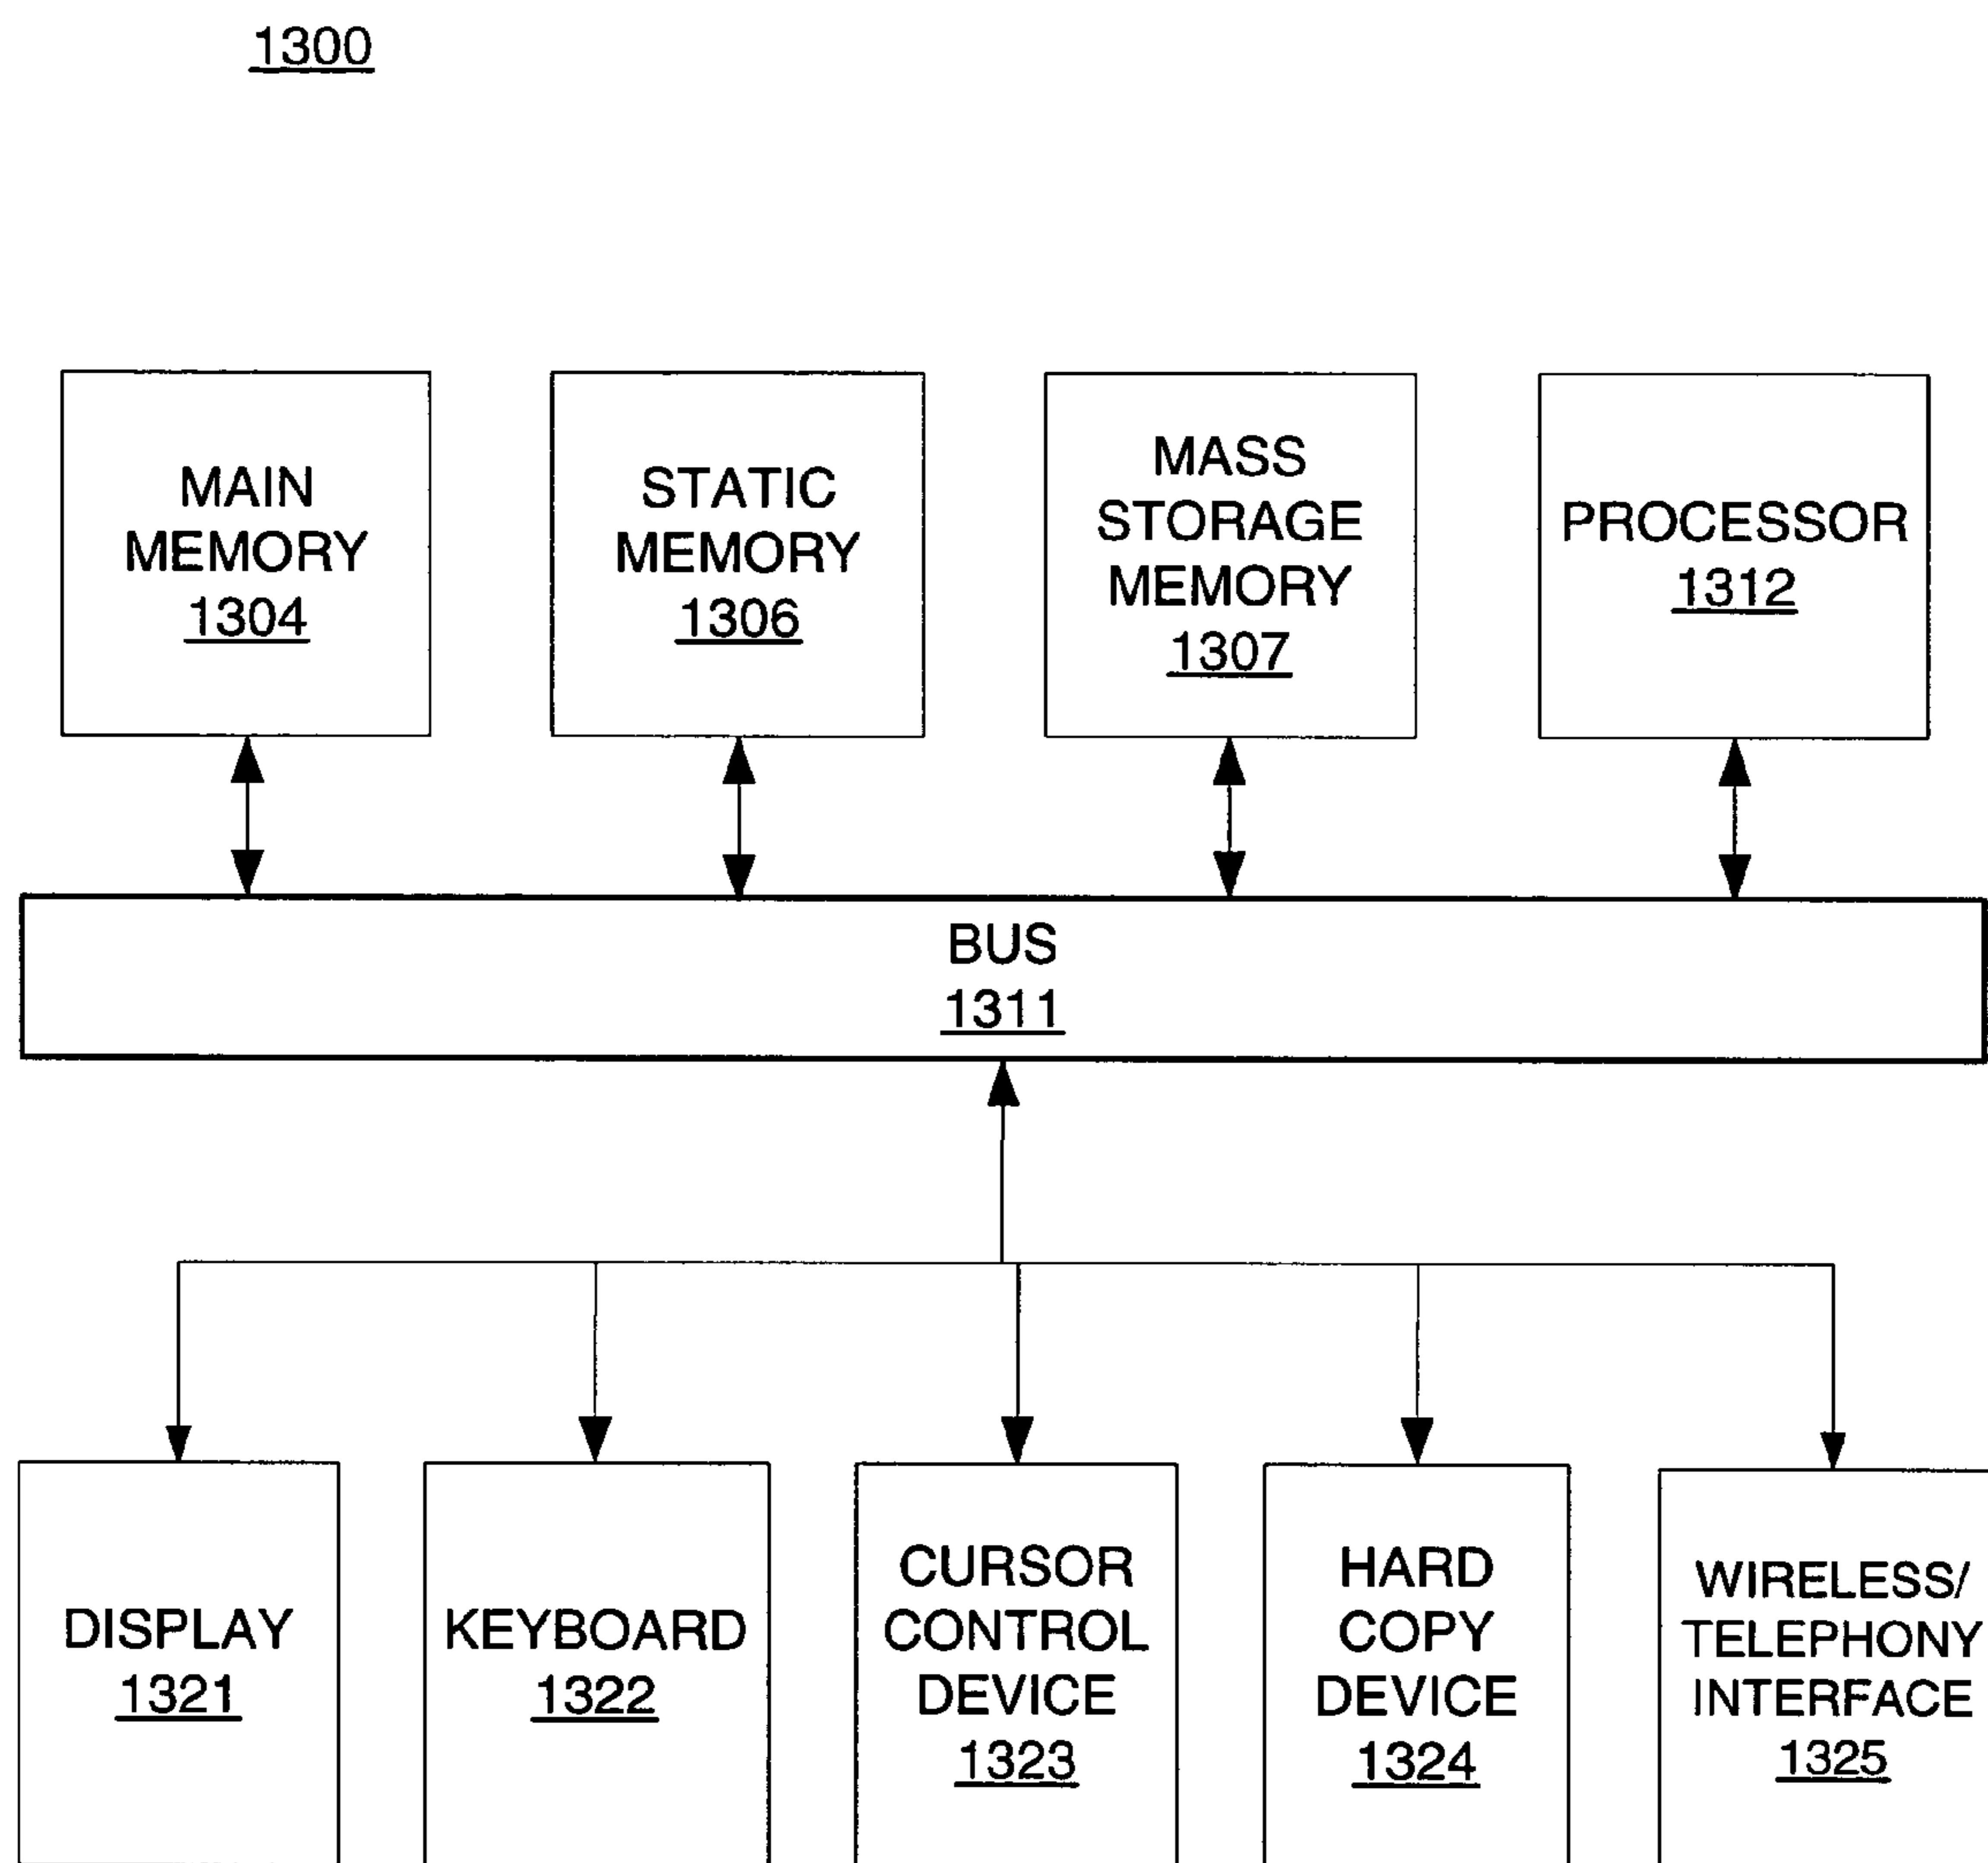 1300
MAIN
MEMORY
1304
STATIC
MEMORY
1306
MASS
STORAGE
MEMORY
1307
PROCESSOR
1312
BUS
1311
DISPLAY
1321
KEYBOARD
1322
CURSOR
CONTROL
DEVICE
1323
HARD
COPY
DEVICE
1324
WIRELESS/
TELEPHONY
INTERFACE
1325